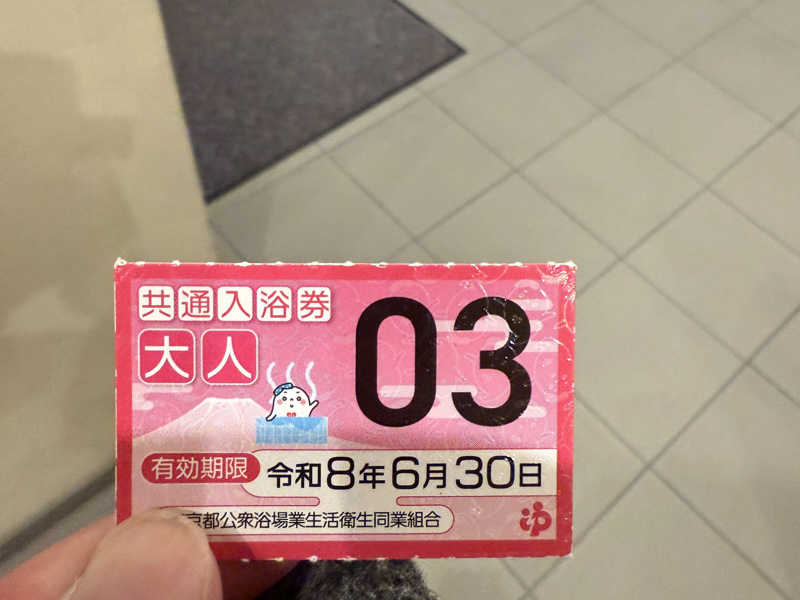 共通入浴券
大人
03
有効期限 令和8年6月30日
京都公衆浴場業生活衛生同業組合
ゆ